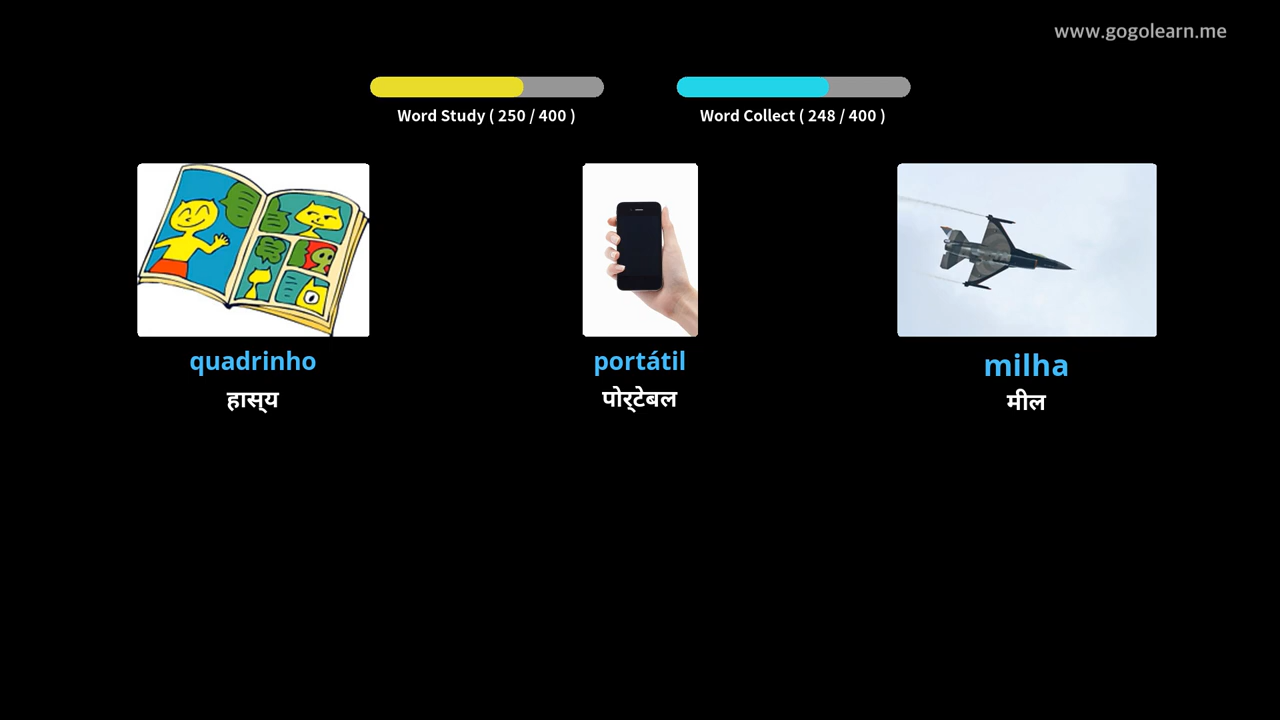 www.gogolearn.me
Word Study ( 250 / 400 )
Word Collect ( 248 / 400 )
quadrinho
हास्य
portátil
पोर्टेबल
milha
मील